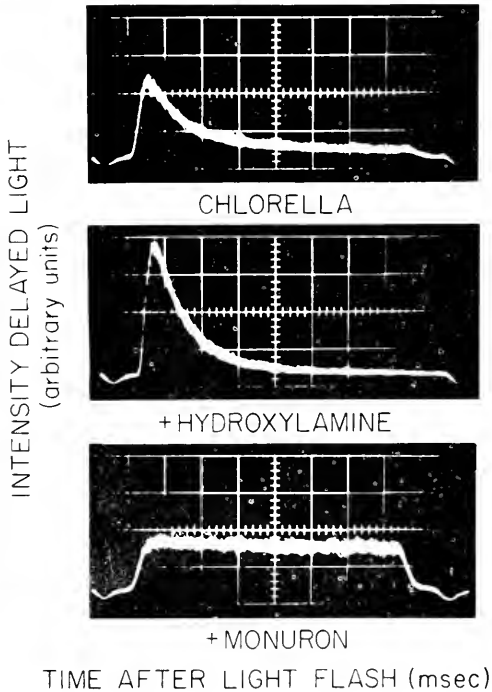 INTENSITY DELAYED LIGHT
(arbitrary units)
CHLORELLA
+ HYDROXYLAMINE
+ MONURON
TIME AFTER LIGHT FLASH (msec)